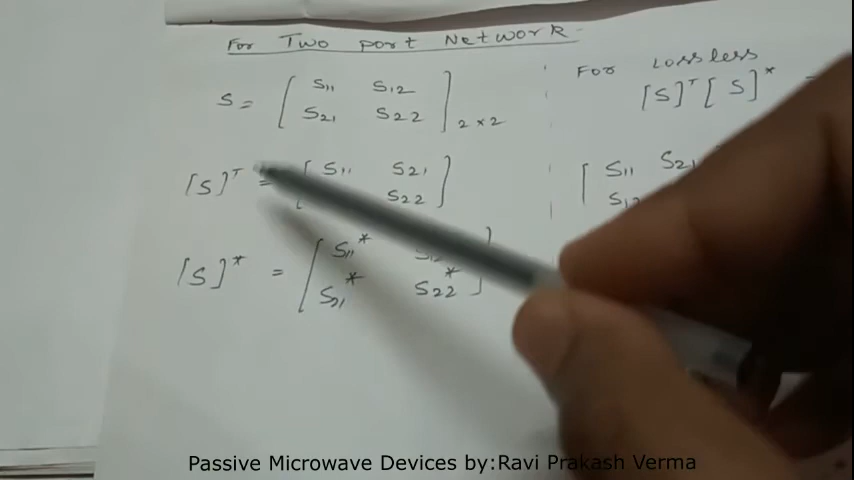 For Two port Network
S = [ S11 S12
S21 S22 ] 2×2
[S]^T = [ S11 S21
S22 ]
[S]^* = [ S11^* S12
S21^* S22^* ]
For Lossless
[S]^T [S]^* =
[ S11 S21
S12
Passive Microwave Devices by:Ravi Prakash Verma